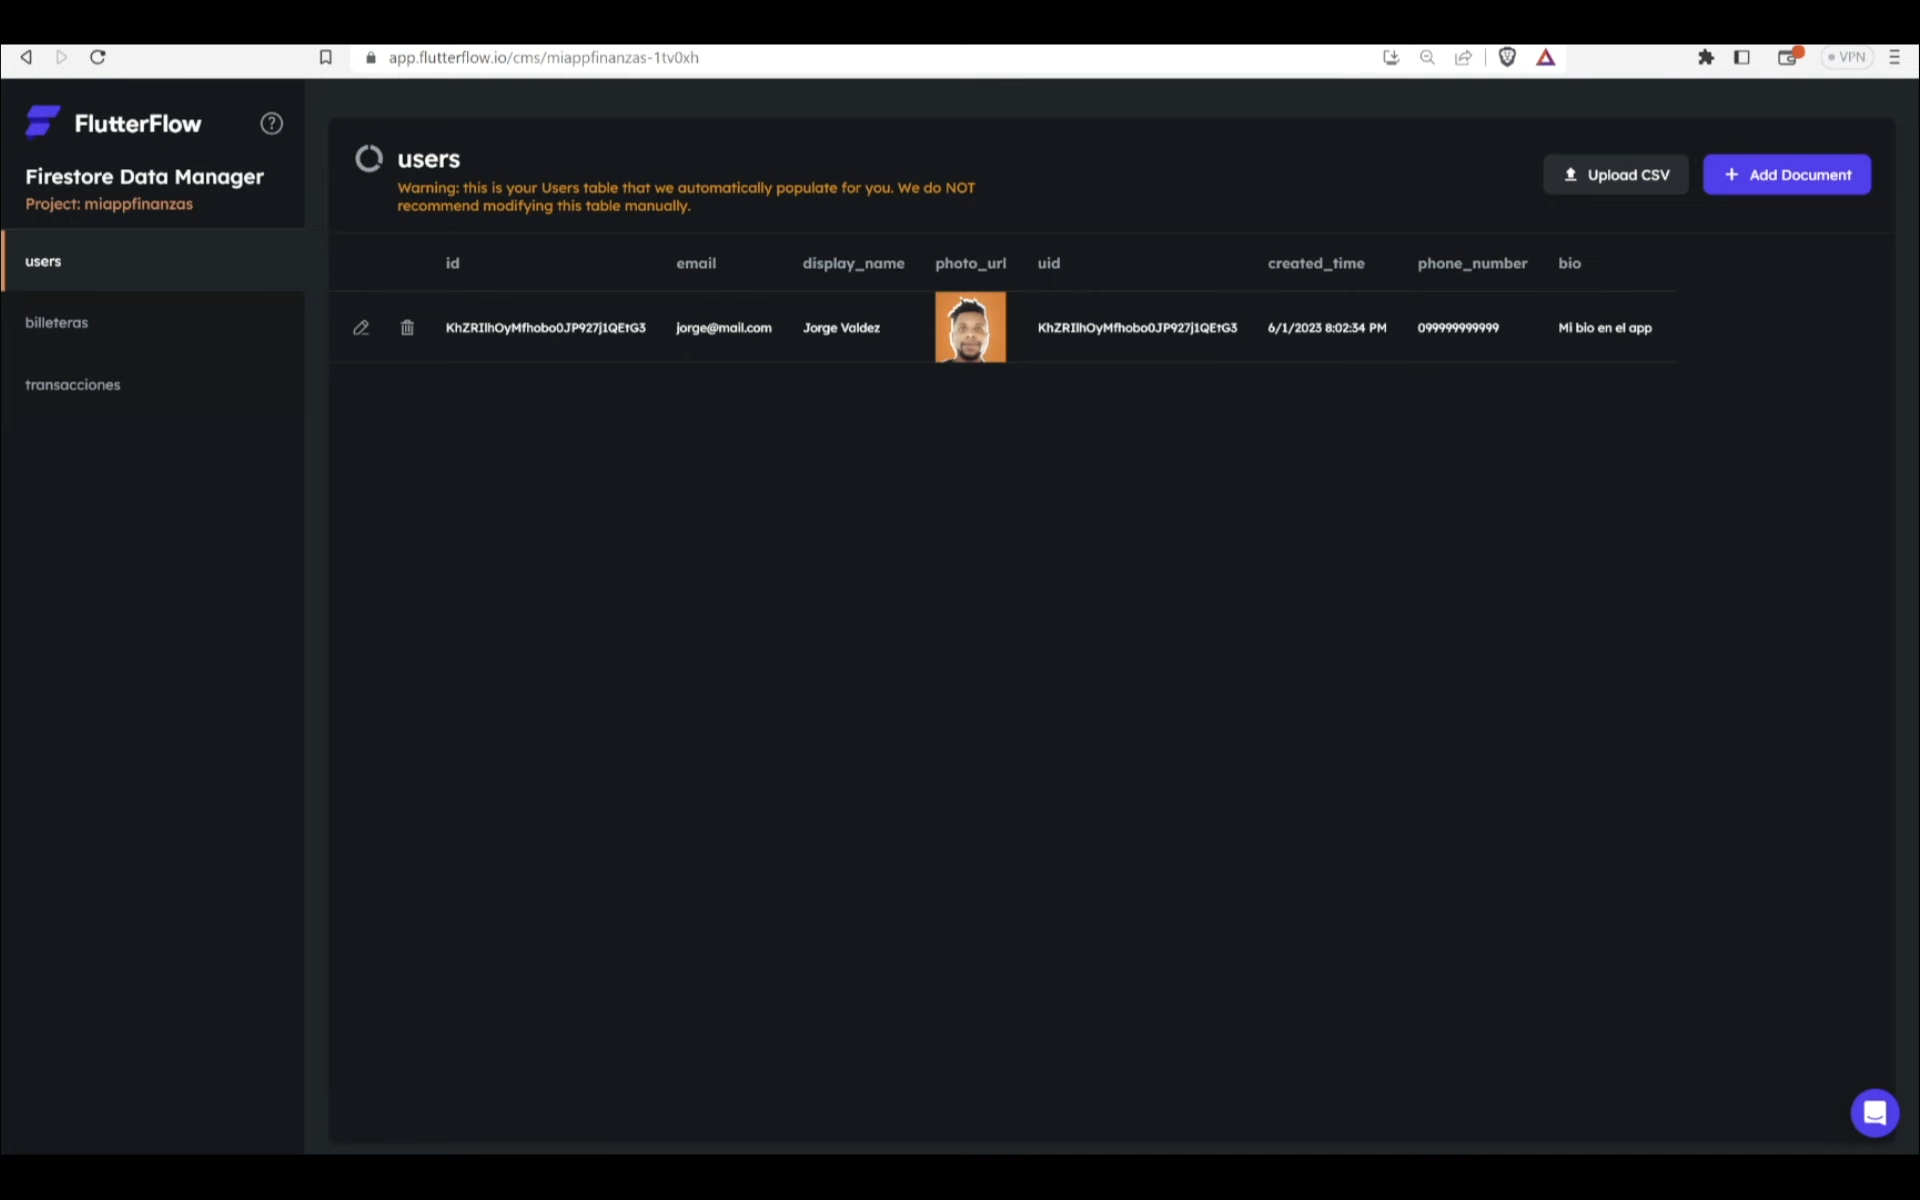 app.flutterflow.io/cms/miappfinanzas-1tv0xh
VPN
FlutterFlow
?
Firestore Data Manager
Project: miappfinanzas
users
billeteras
transacciones
users
Warning: this is your Users table that we automatically populate for you. We do NOT
recommend modifying this table manually.
Upload CSV
+ Add Document
id email display_name photo_url uid created_time phone_number bio
KhZRIlhOyMfhobo0JP927j1QEtG3 jorge@mail.com Jorge Valdez KhZRIlhOyMfhobo0JP927j1QEtG3 6/1/2023 8:02:34 PM 099999999999 Mi bio en el app